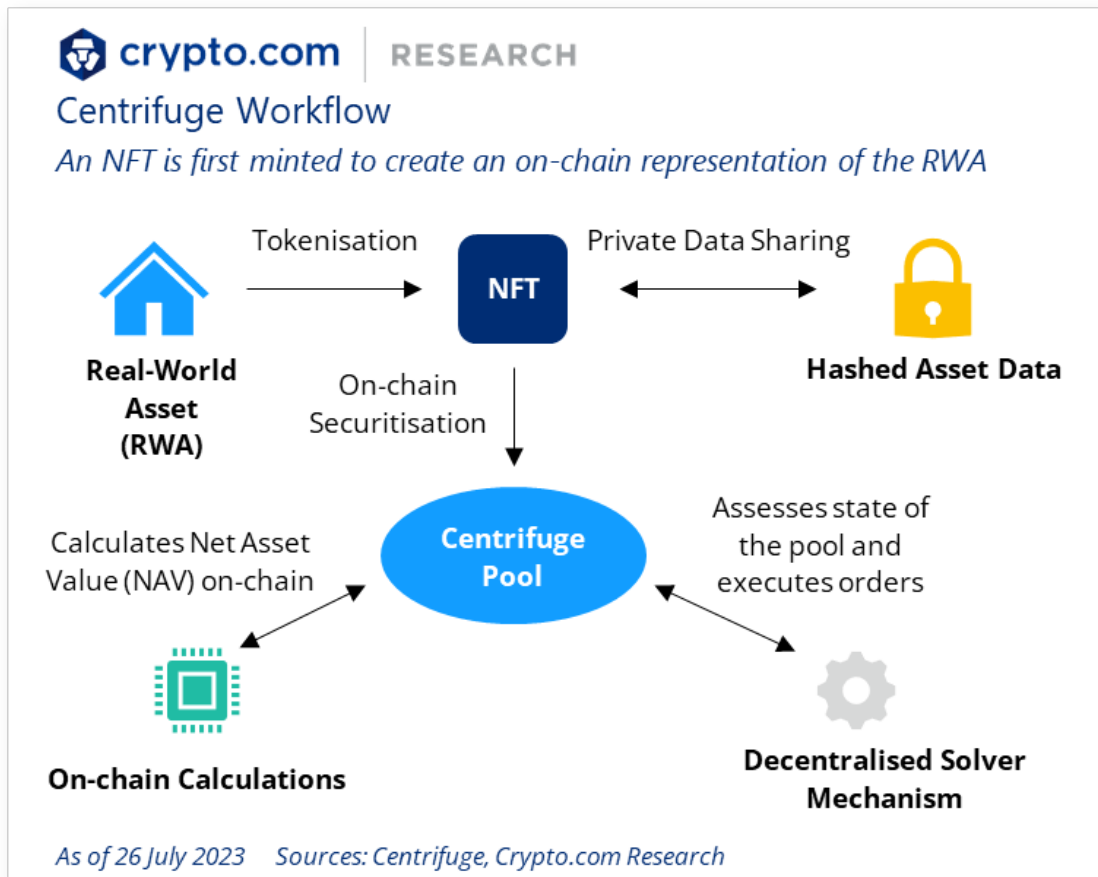 crypto.com RESEARCH
Centrifuge Workflow
An NFT is first minted to create an on-chain representation of the RWA
Tokenisation
NFT
Private Data Sharing
Real-World
Asset
(RWA)
Hashed Asset Data
On-chain
Securitisation
Centrifuge
Pool
Calculates Net Asset
Value (NAV) on-chain
Assesses state of
the pool and
executes orders
On-chain Calculations
Decentralised Solver
Mechanism
As of 26 July 2023 Sources: Centrifuge, Crypto.com Research